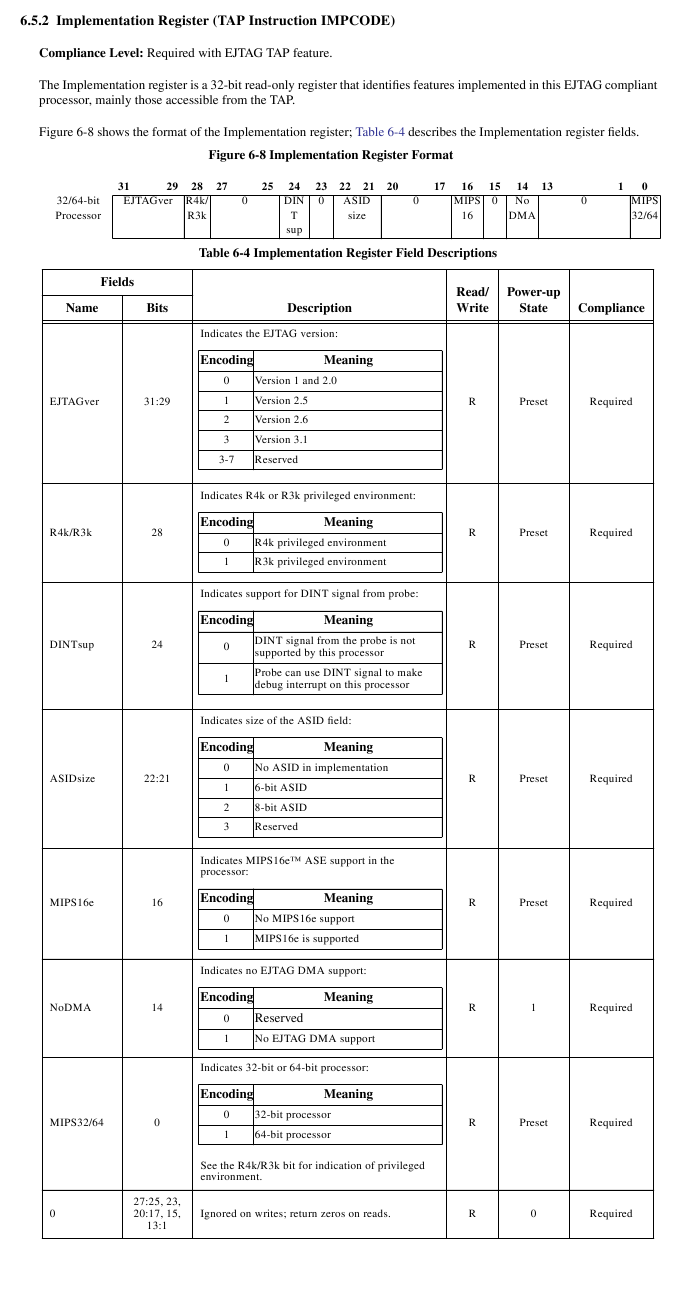 6.5.2 Implementation Register (TAP Instruction IMPCODE)
Compliance Level: Required with EJTAG TAP feature.
The Implementation register is a 32-bit read-only register that identifies features implemented in this EJTAG compliant
processor, mainly those accessible from the TAP.
Figure 6-8 shows the format of the Implementation register; Table 6-4 describes the Implementation register fields.
Figure 6-8 Implementation Register Format
31 29 28 27 25 24 23 22 21 20 17 16 15 14 13 1 0
32/64-bit EJTAGver R4k/ 0 DIN 0 ASID 0 MIPS 0 No 0 MIPS
Processor R3k T size 16 DMA 32/64
sup
Table 6-4 Implementation Register Field Descriptions
Fields
Name Bits Description Read/ Power-up Compliance
Write State
Indicates the EJTAG version:
Encoding Meaning
0 Version 1 and 2.0
1 Version 2.5
EJTAGver 31:29 R Preset Required
2 Version 2.6
3 Version 3.1
3-7 Reserved
Indicates R4k or R3k privileged environment:
Encoding Meaning
R4k/R3k 28 R Preset Required
0 R4k privileged environment
1 R3k privileged environment
Indicates support for DINT signal from probe:
Encoding Meaning
DINTsup 24 R Preset Required
0 DINT signal from the probe is not
supported by this processor
1 Probe can use DINT signal to make
debug interrupt on this processor
Indicates size of the ASID field:
Encoding Meaning
0 No ASID in implementation
ASIDsize 22:21 R Preset Required
1 6-bit ASID
2 8-bit ASID
3 Reserved
Indicates MIPS16e™ ASE support in the
processor:
Encoding Meaning
MIPS16e 16 R Preset Required
0 No MIPS16e support
1 MIPS16e is supported
Indicates no EJTAG DMA support:
Encoding Meaning
NoDMA 14 R 1 Required
0 Reserved
1 No EJTAG DMA support
Indicates 32-bit or 64-bit processor:
Encoding Meaning
0 32-bit processor
MIPS32/64 0 R Preset Required
1 64-bit processor
See the R4k/R3k bit for indication of privileged
environment.
27:25, 23,
0 20:17, 15, Ignored on writes; return zeros on reads. R 0 Required
13:1